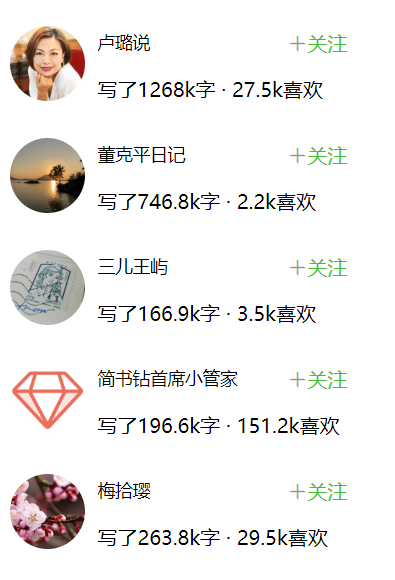 卢璐说 ＋关注
写了1268k字 · 27.5k喜欢
董克平日记 ＋关注
写了746.8k字 · 2.2k喜欢
三儿王屿 ＋关注
写了166.9k字 · 3.5k喜欢
简书钻首席小管家 ＋关注
写了196.6k字 · 151.2k喜欢
梅拾璎 ＋关注
写了263.8k字 · 29.5k喜欢